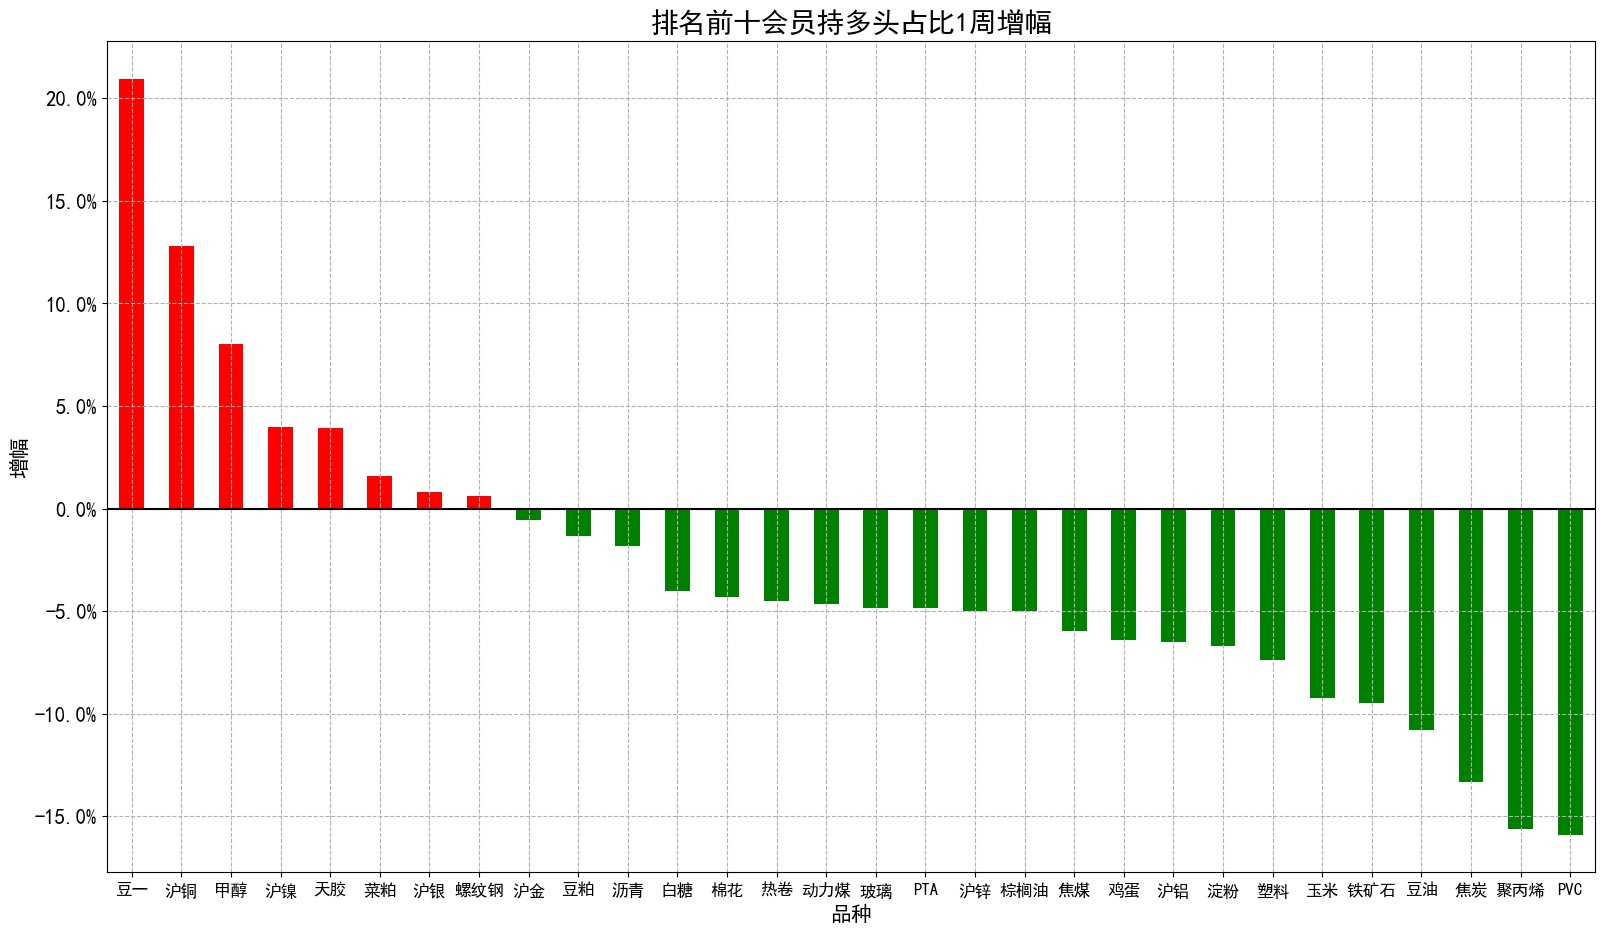 排名前十会员持多头占比1周增幅
20.0%
15.0%
10.0%
5.0%
0.0%
-5.0%
-10.0%
-15.0%
增幅
豆一 沪铜 甲醇 沪镍 天胶 菜粕 沪银 螺纹钢 沪金 豆粕 沥青 白糖 棉花 热卷 动力煤 玻璃 PTA 沪锌 棕榈油 焦煤 鸡蛋 沪铝 淀粉 塑料 玉米 铁矿石 豆油 焦炭 聚丙烯 PVC
品种